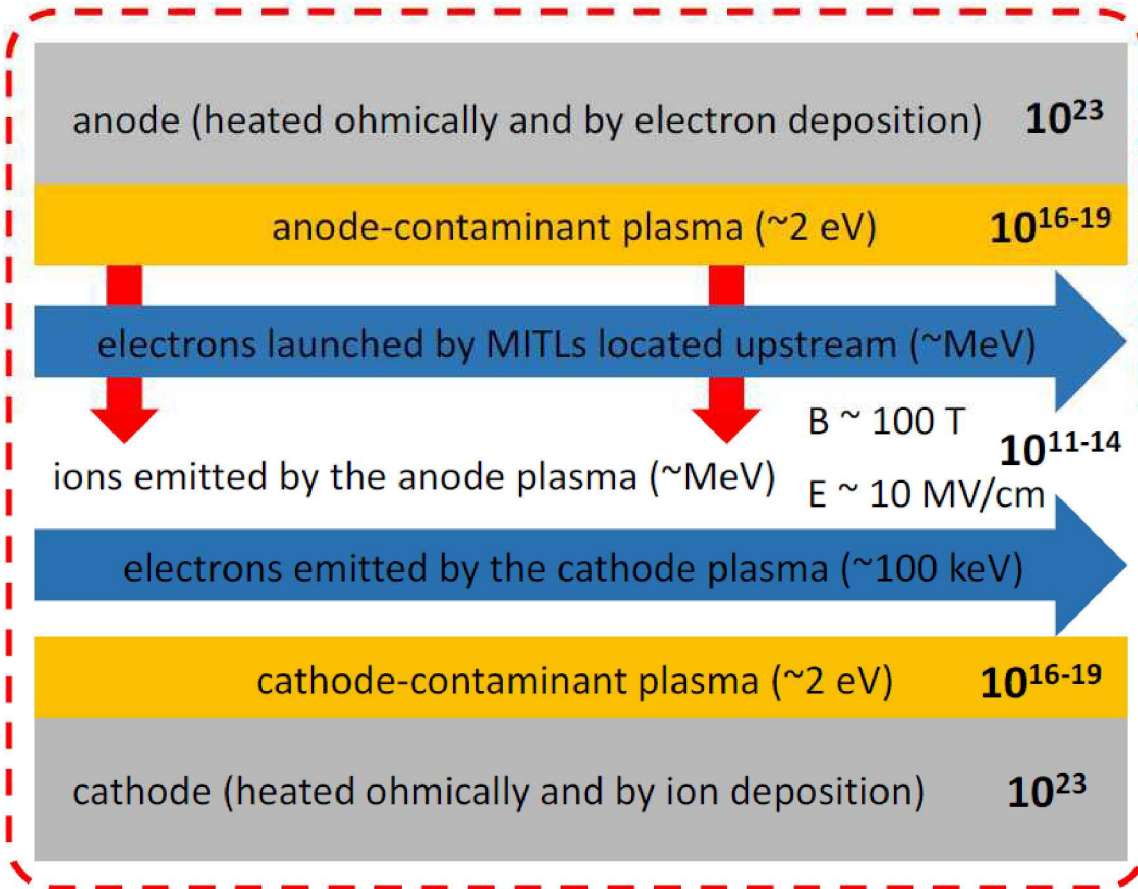 anode (heated ohmically and by electron deposition) 10²³
anode-contaminant plasma (~2 eV) 10¹⁶⁻¹⁹
electrons launched by MITLs located upstream (~MeV)
B ~ 100 T
10¹¹⁻¹⁴
ions emitted by the anode plasma (~MeV)
E ~ 10 MV/cm
electrons emitted by the cathode plasma (~100 keV)
cathode-contaminant plasma (~2 eV) 10¹⁶⁻¹⁹
cathode (heated ohmically and by ion deposition) 10²³